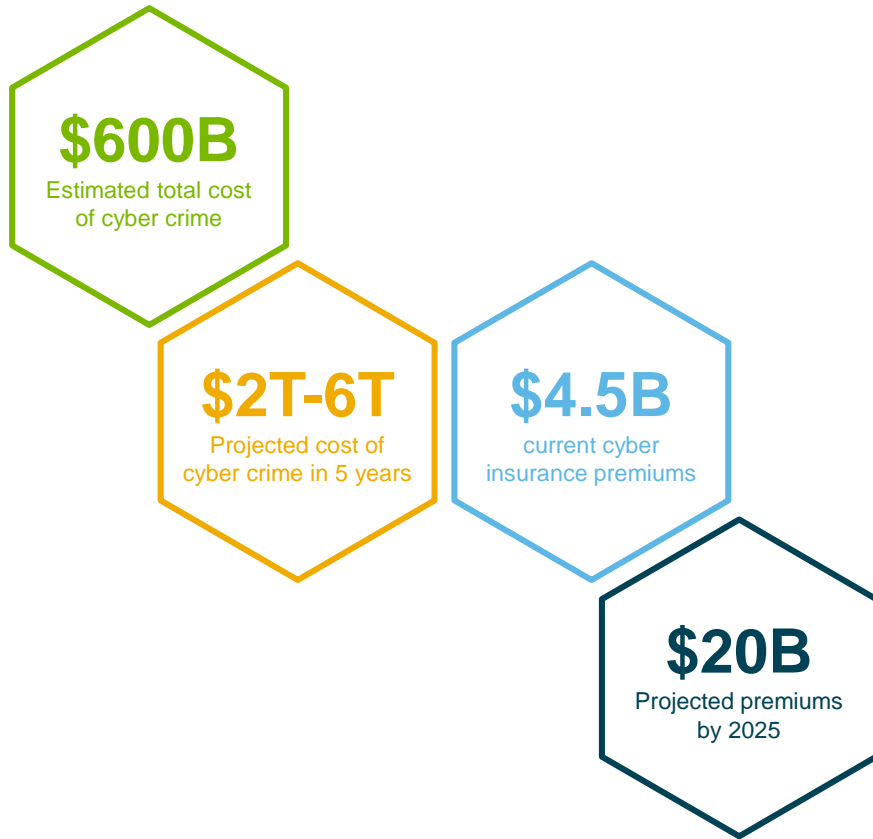 $600B
Estimated total cost
of cyber crime
$2T-6T
Projected cost of
cyber crime in 5 years
$4.5B
current cyber
insurance premiums
$20B
Projected premiums
by 2025